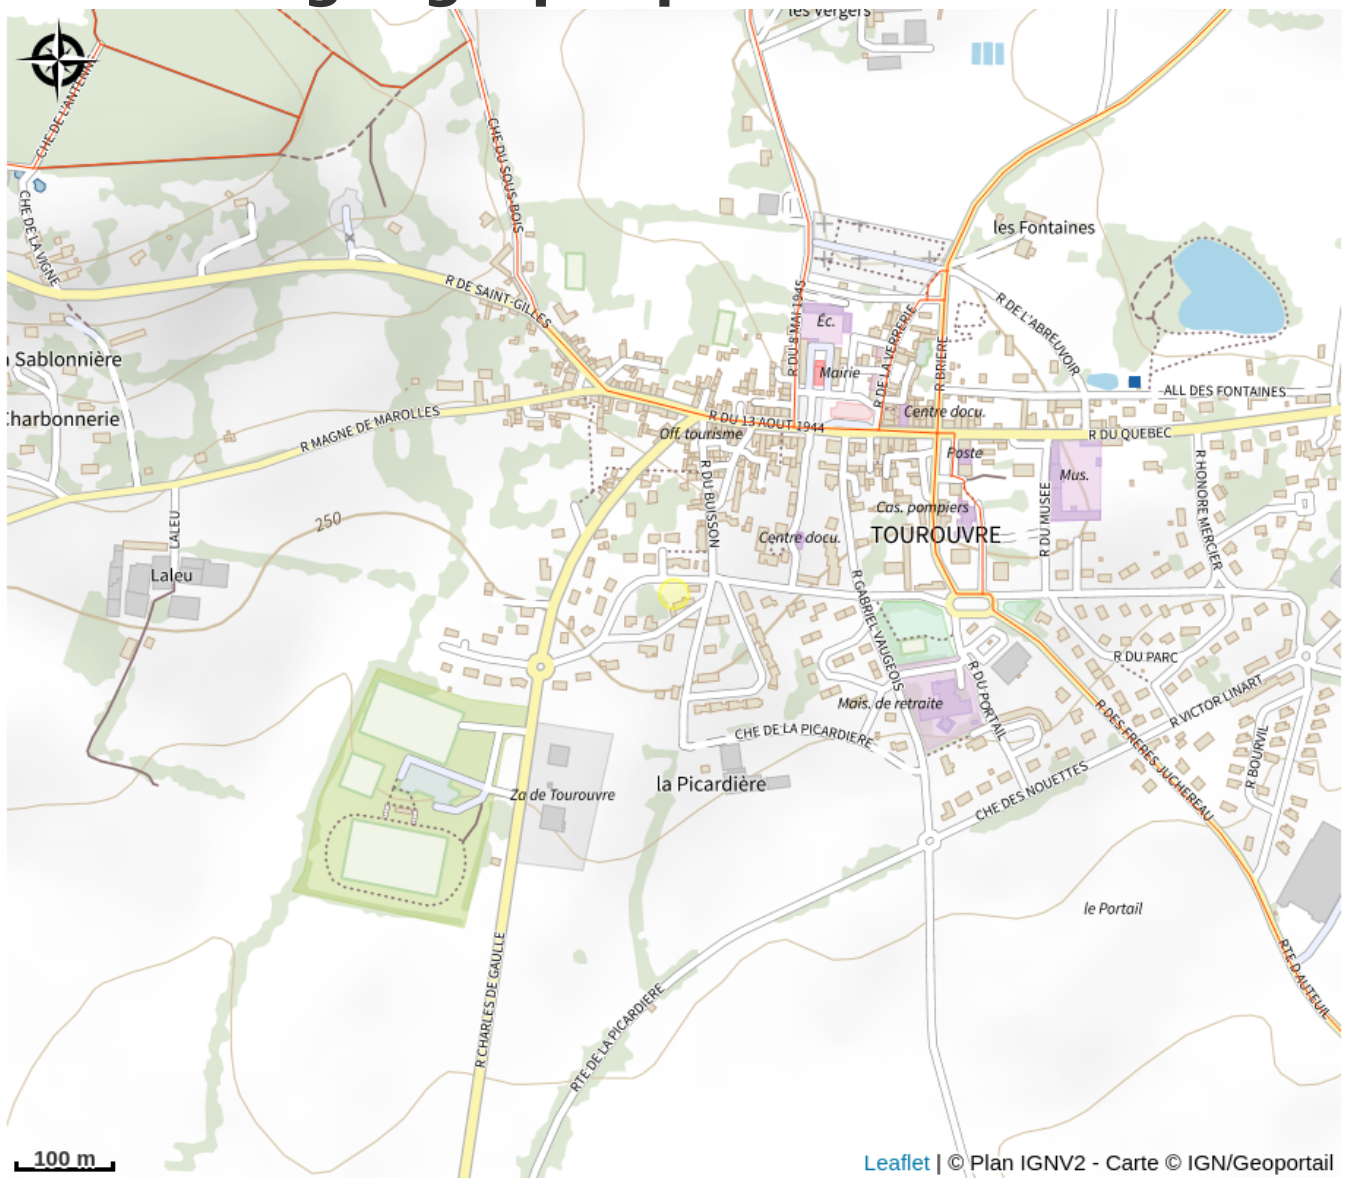 les Vergers
CHE DE L'ANTENNE
CHE DU SOUS BOIS
CHE DE LA VIGNE
les Fontaines
R DE SAINT-GILLES
R DU 8 MAI 1945
Éc.
R DE LA VERRERIE
R DE L'ABREUVOIR
R BRIERE
Sablonnière
Mairie
ALL DES FONTAINES
Charbonnerie
R MAGNE DE MAROLLES
R DU 13 AOUT 1944
Centre docu.
Off. tourisme
R DU QUEBEC
Poste
Mus.
R DU BUISSON
R HONORE MERCIER
250
LALEU
Cas. pompiers
R DU MUSEE
TOUROUVRE
Centre docu.
Laleu
R GABRIEL VAUGEOIS
R DU PARC
R DU PORTAIL
Mais. de retraite
R VICTOR LINART
CHE DE LA PICARDIERE
R DES FRERES JUCHEREAU
R BOURVIL
la Picardière
Za de Tourouvre
CHE DES NOUETTES
le Portail
R CHARLES DE GAULLE
RTE D'AUTEUIL
RTE DE LA PICARDIERE
100 m
Leaflet | © Plan IGNV2 - Carte © IGN/Geoportail